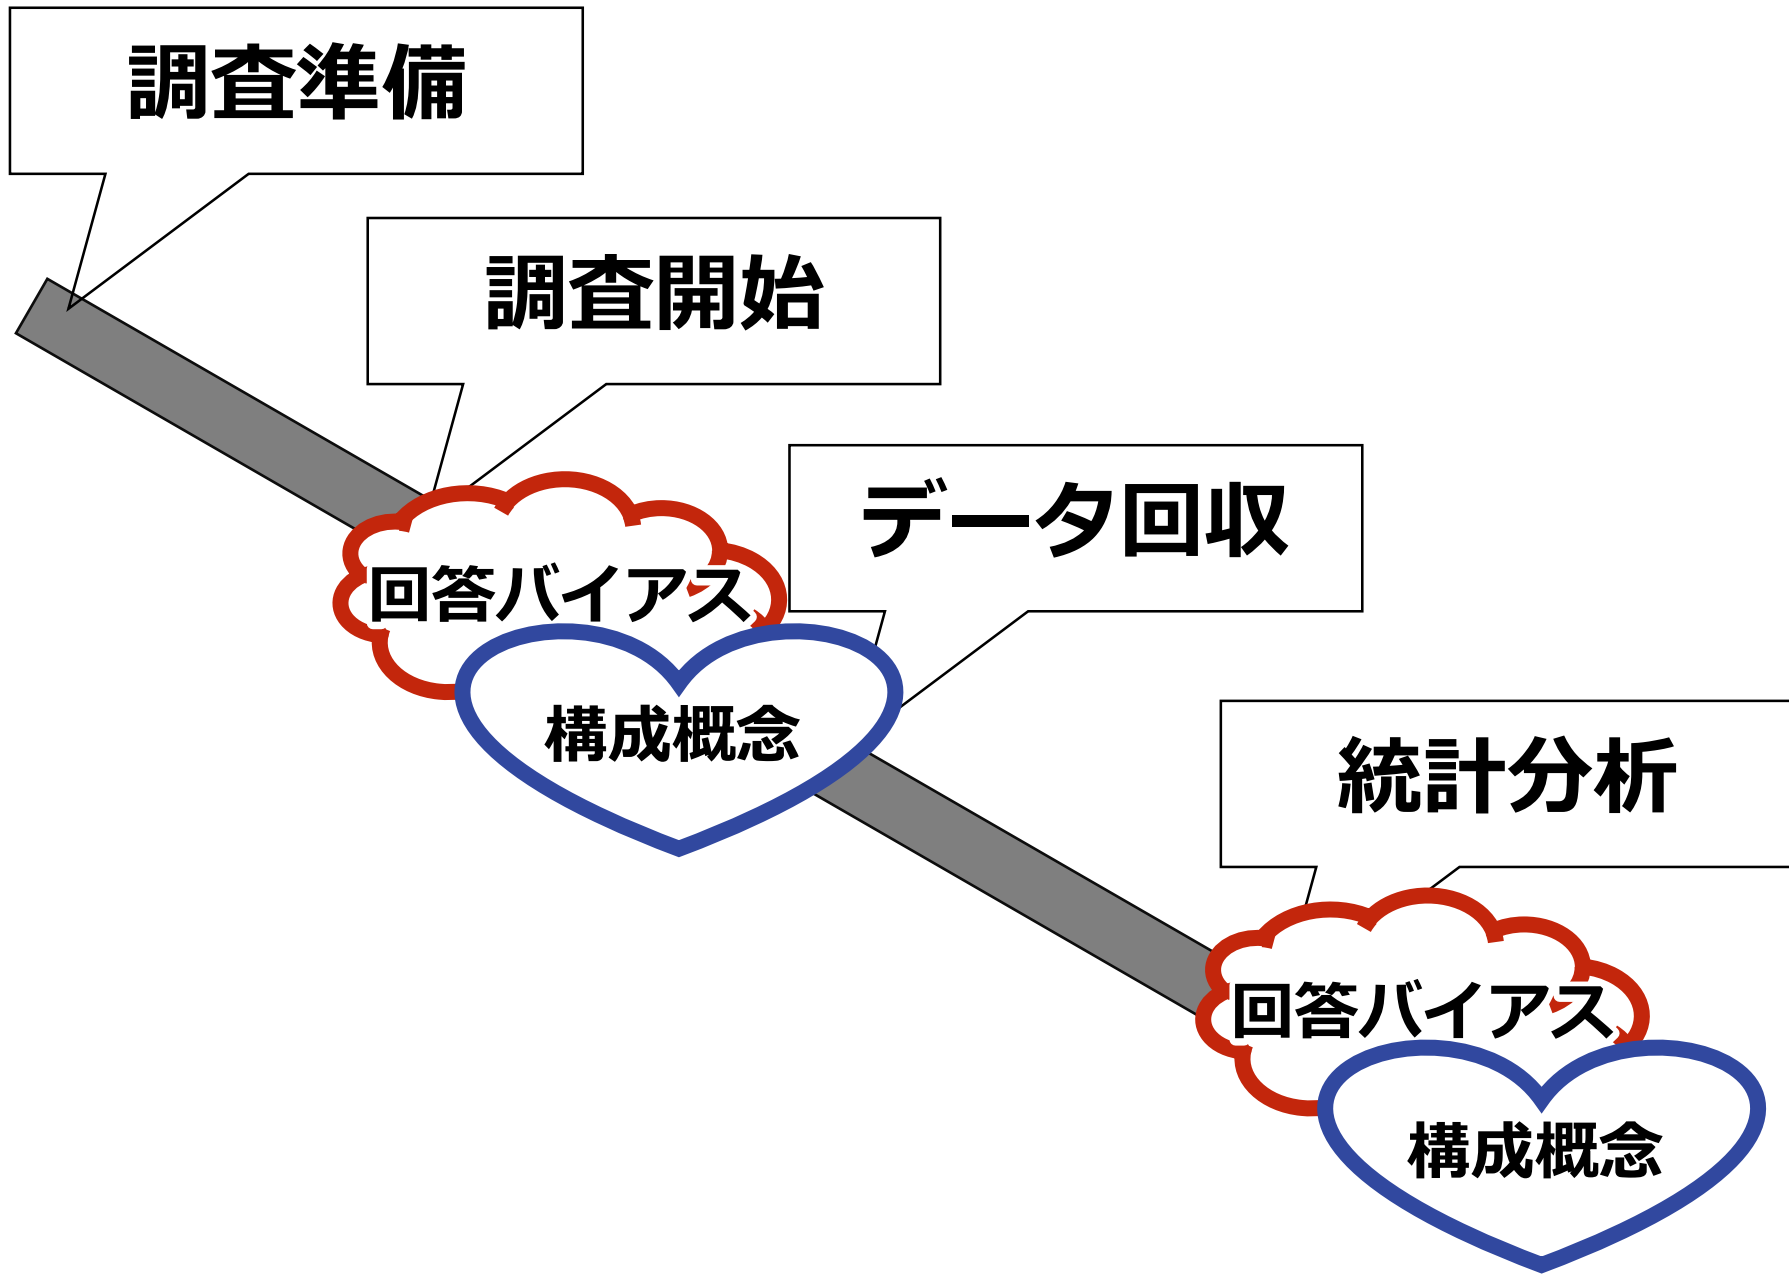 調査準備
調査開始
データ回収
回答バイアス
構成概念
統計分析
回答バイアス
構成概念